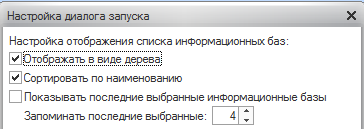 Настройка диалога запуска
Настройка отображения списка информационных баз:
Отображать в виде дерева
Сортировать по наименованию
Показывать последние выбранные информационные базы
Запоминать последние выбранные: 4